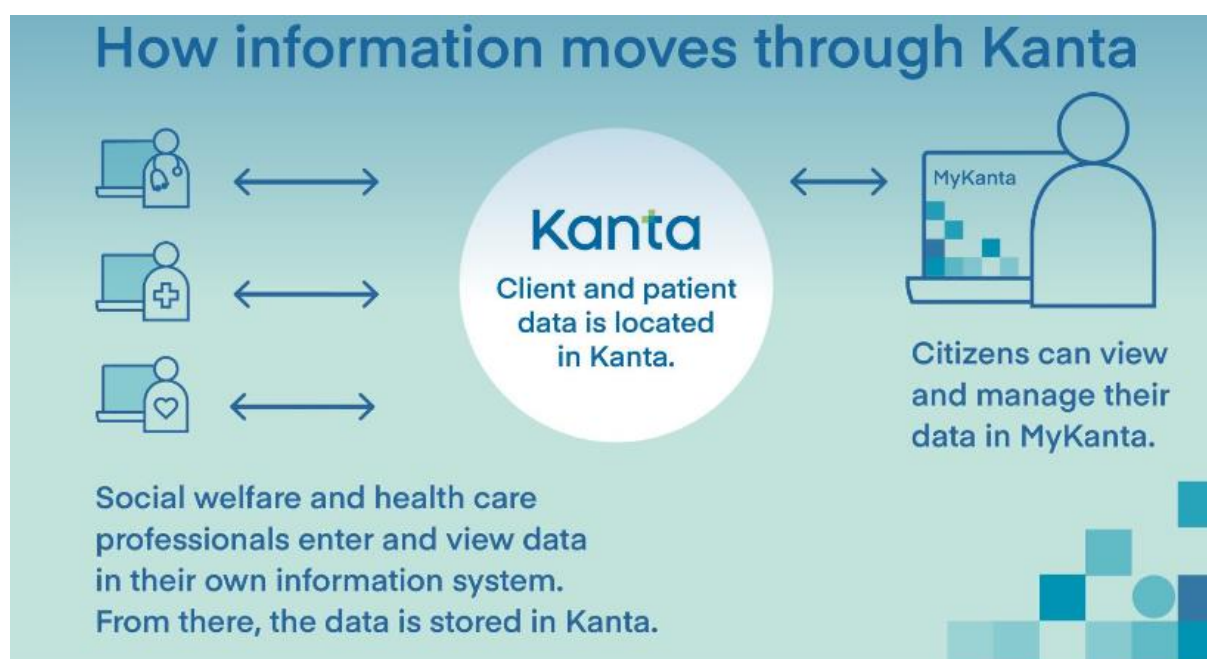 How information moves through Kanta
Kanta
Client and patient
data is located
in Kanta.
MyKanta
Citizens can view
and manage their
data in MyKanta.
Social welfare and health care
professionals enter and view data
in their own information system.
From there, the data is stored in Kanta.